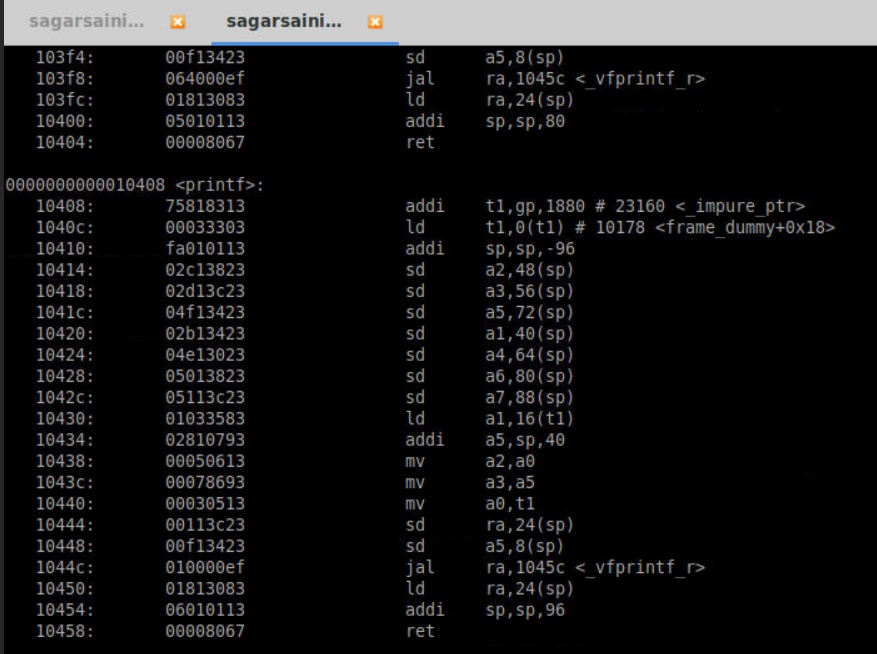 sagarsaini... sagarsaini...
103f4: 00f13423 sd a5,8(sp)
103f8: 064000ef jal ra,1045c <_vfprintf_r>
103fc: 01813083 ld ra,24(sp)
10400: 05010113 addi sp,sp,80
10404: 00008067 ret
0000000000010408 <printf>:
10408: 75818313 addi t1,gp,1880 # 23160 <_impure_ptr>
1040c: 00033303 ld t1,0(t1) # 10178 <frame_dummy+0x18>
10410: fa010113 addi sp,sp,-96
10414: 02c13823 sd a2,48(sp)
10418: 02d13c23 sd a3,56(sp)
1041c: 04f13423 sd a5,72(sp)
10420: 02b13423 sd a1,40(sp)
10424: 04e13023 sd a4,64(sp)
10428: 05013823 sd a6,80(sp)
1042c: 05113c23 sd a7,88(sp)
10430: 01033583 ld a1,16(t1)
10434: 02810793 addi a5,sp,40
10438: 00050613 mv a2,a0
1043c: 00078693 mv a3,a5
10440: 00030513 mv a0,t1
10444: 00113c23 sd ra,24(sp)
10448: 00f13423 sd a5,8(sp)
1044c: 010000ef jal ra,1045c <_vfprintf_r>
10450: 01813083 ld ra,24(sp)
10454: 06010113 addi sp,sp,96
10458: 00008067 ret